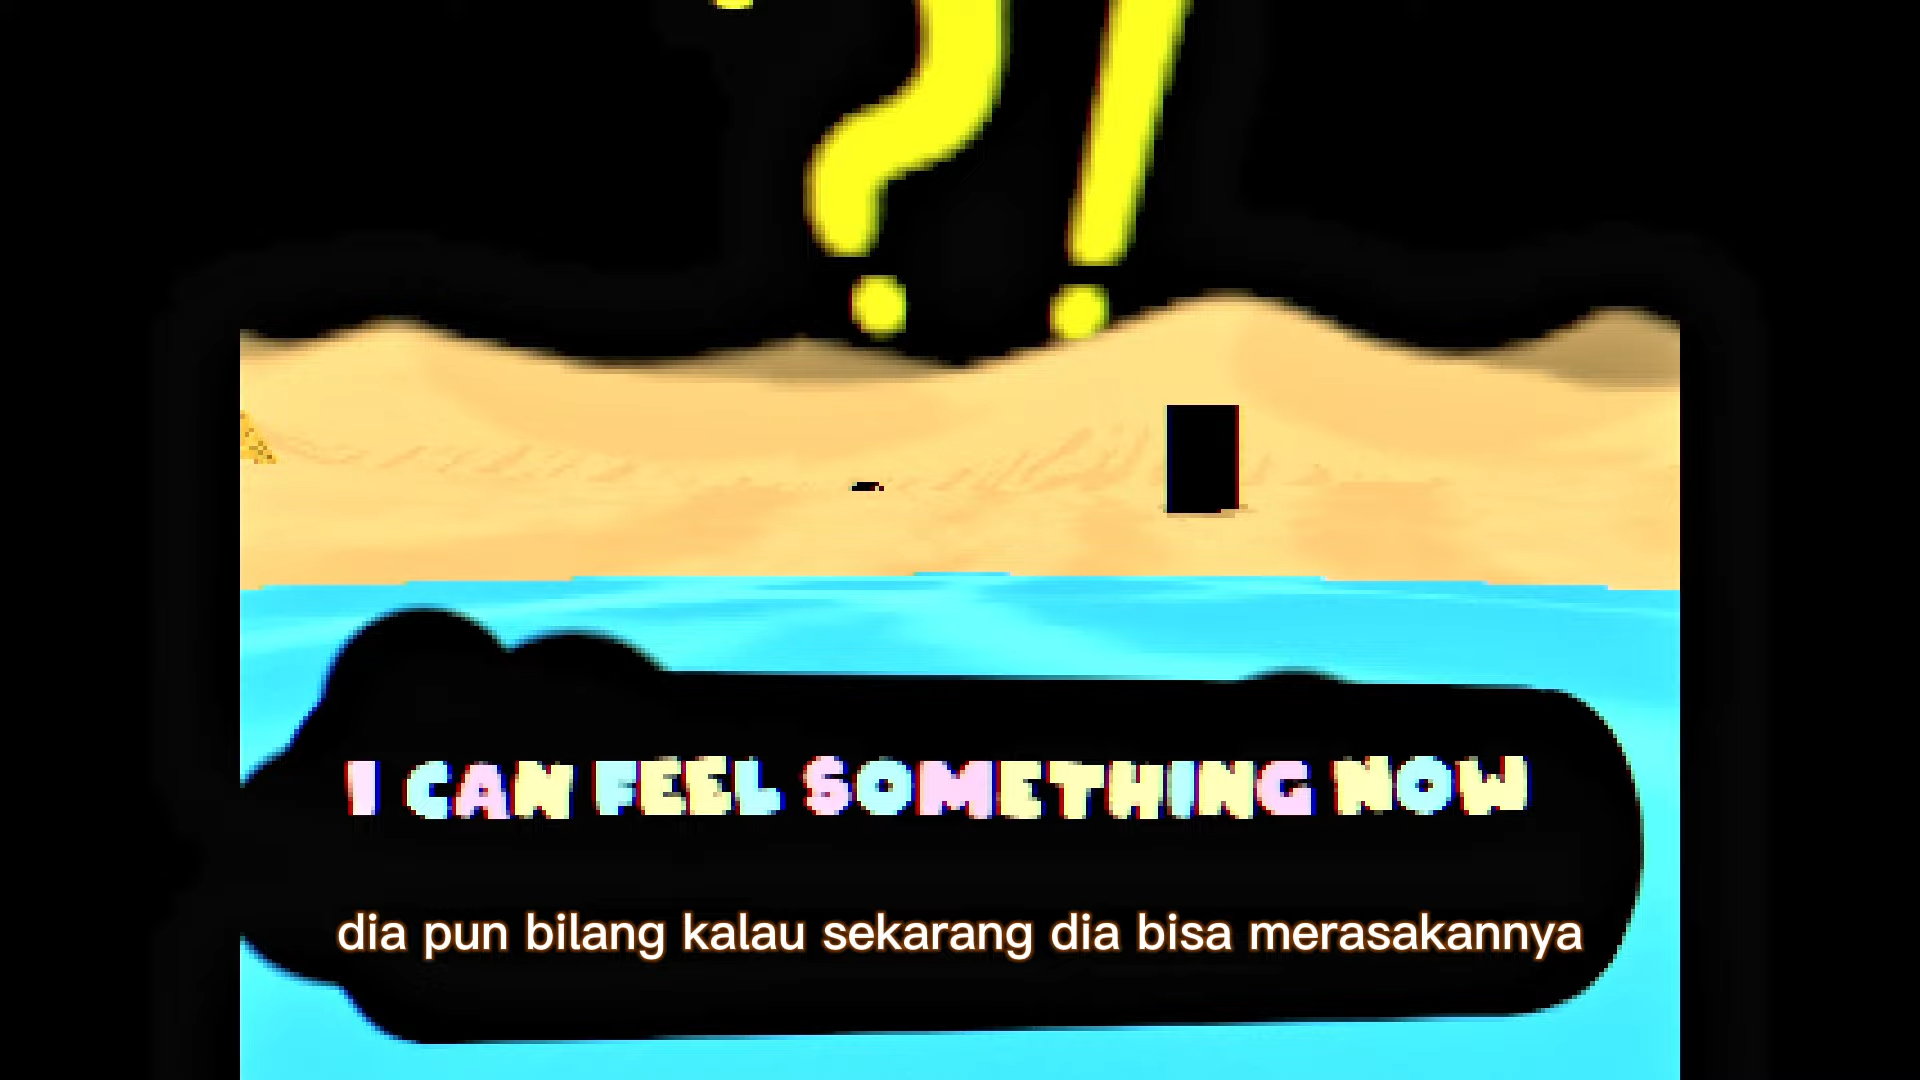 ?!
I CAN FEEL SOMETHING NOW
dia pun bilang kalau sekarang dia bisa merasakannya